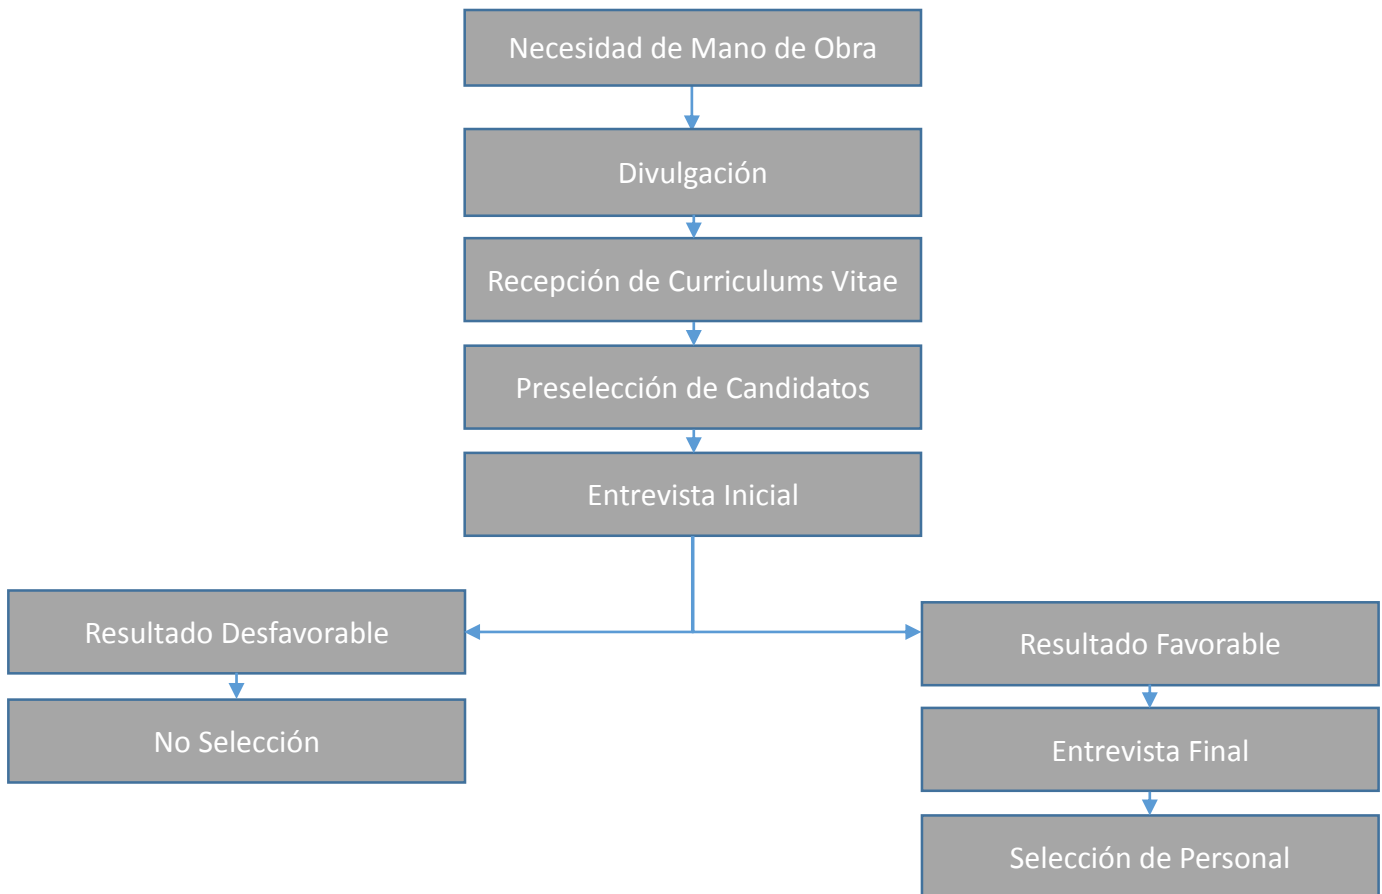 Necesidad de Mano de Obra
Divulgación
Recepción de Curriculums Vitae
Preselección de Candidatos
Entrevista Inicial
Resultado Desfavorable
No Selección
Resultado Favorable
Entrevista Final
Selección de Personal